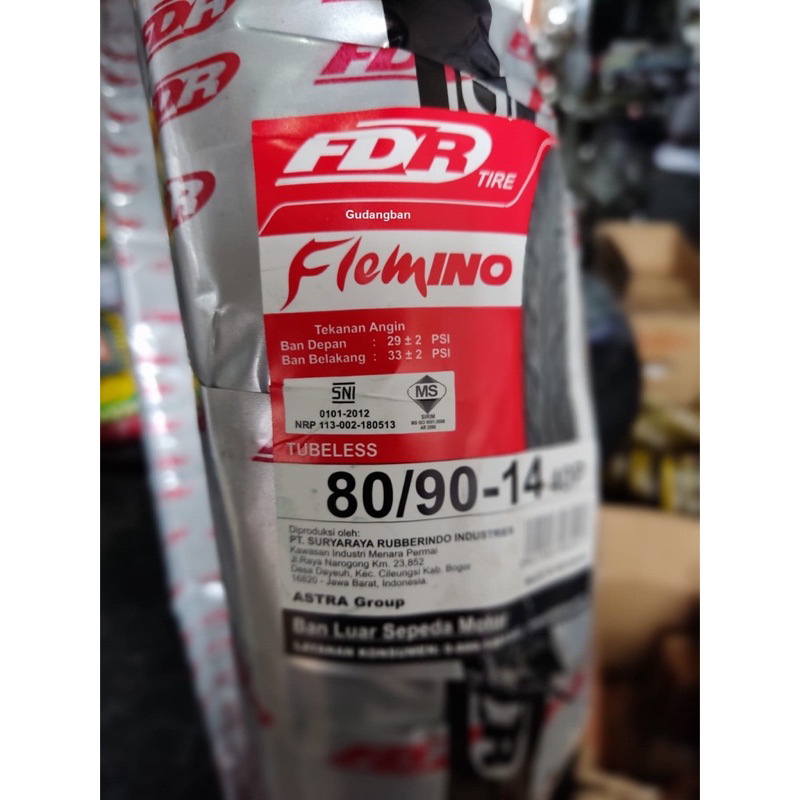 FDR
FDR
FDR
FDR TIRE
Gudangban
FlemINO
Tekanan Angin
Ban Depan : 29 ± 2 PSI
Ban Belakang : 33 ± 2 PSI
SNI
0101-2012
NRP 113-002-180513
MS
SIRIM
TUBELESS
80/90-14
Diproduksi oleh:
PT. SURYARAYA RUBBERINDO INDUSTRIES
Kawasan Industri Menara Permai
Jl.Raya Narogong Km. 23,852
Desa Dayeuh, Kec. Cileungsi Kab. Bogor
16820 - Jawa Barat, Indonesia.
ASTRA Group
Ban Luar Sepeda Motor
LAYANAN KONSUMEN:
FDR